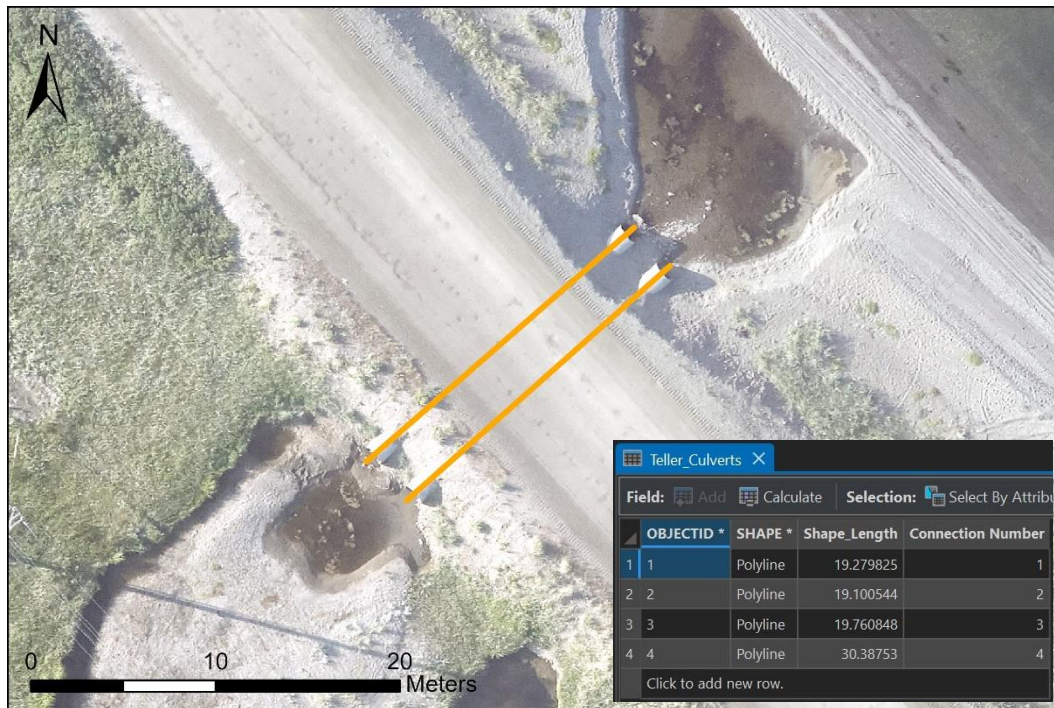 N
Teller_Culverts
Field: Add Calculate Selection: Select By Attribu
OBJECTID * SHAPE * Shape_Length Connection Number
1 1 Polyline 19.279825 1
2 2 Polyline 19.100544 2
3 3 Polyline 19.760848 3
4 4 Polyline 30.38753 4
Click to add new row.
0 10 20
Meters